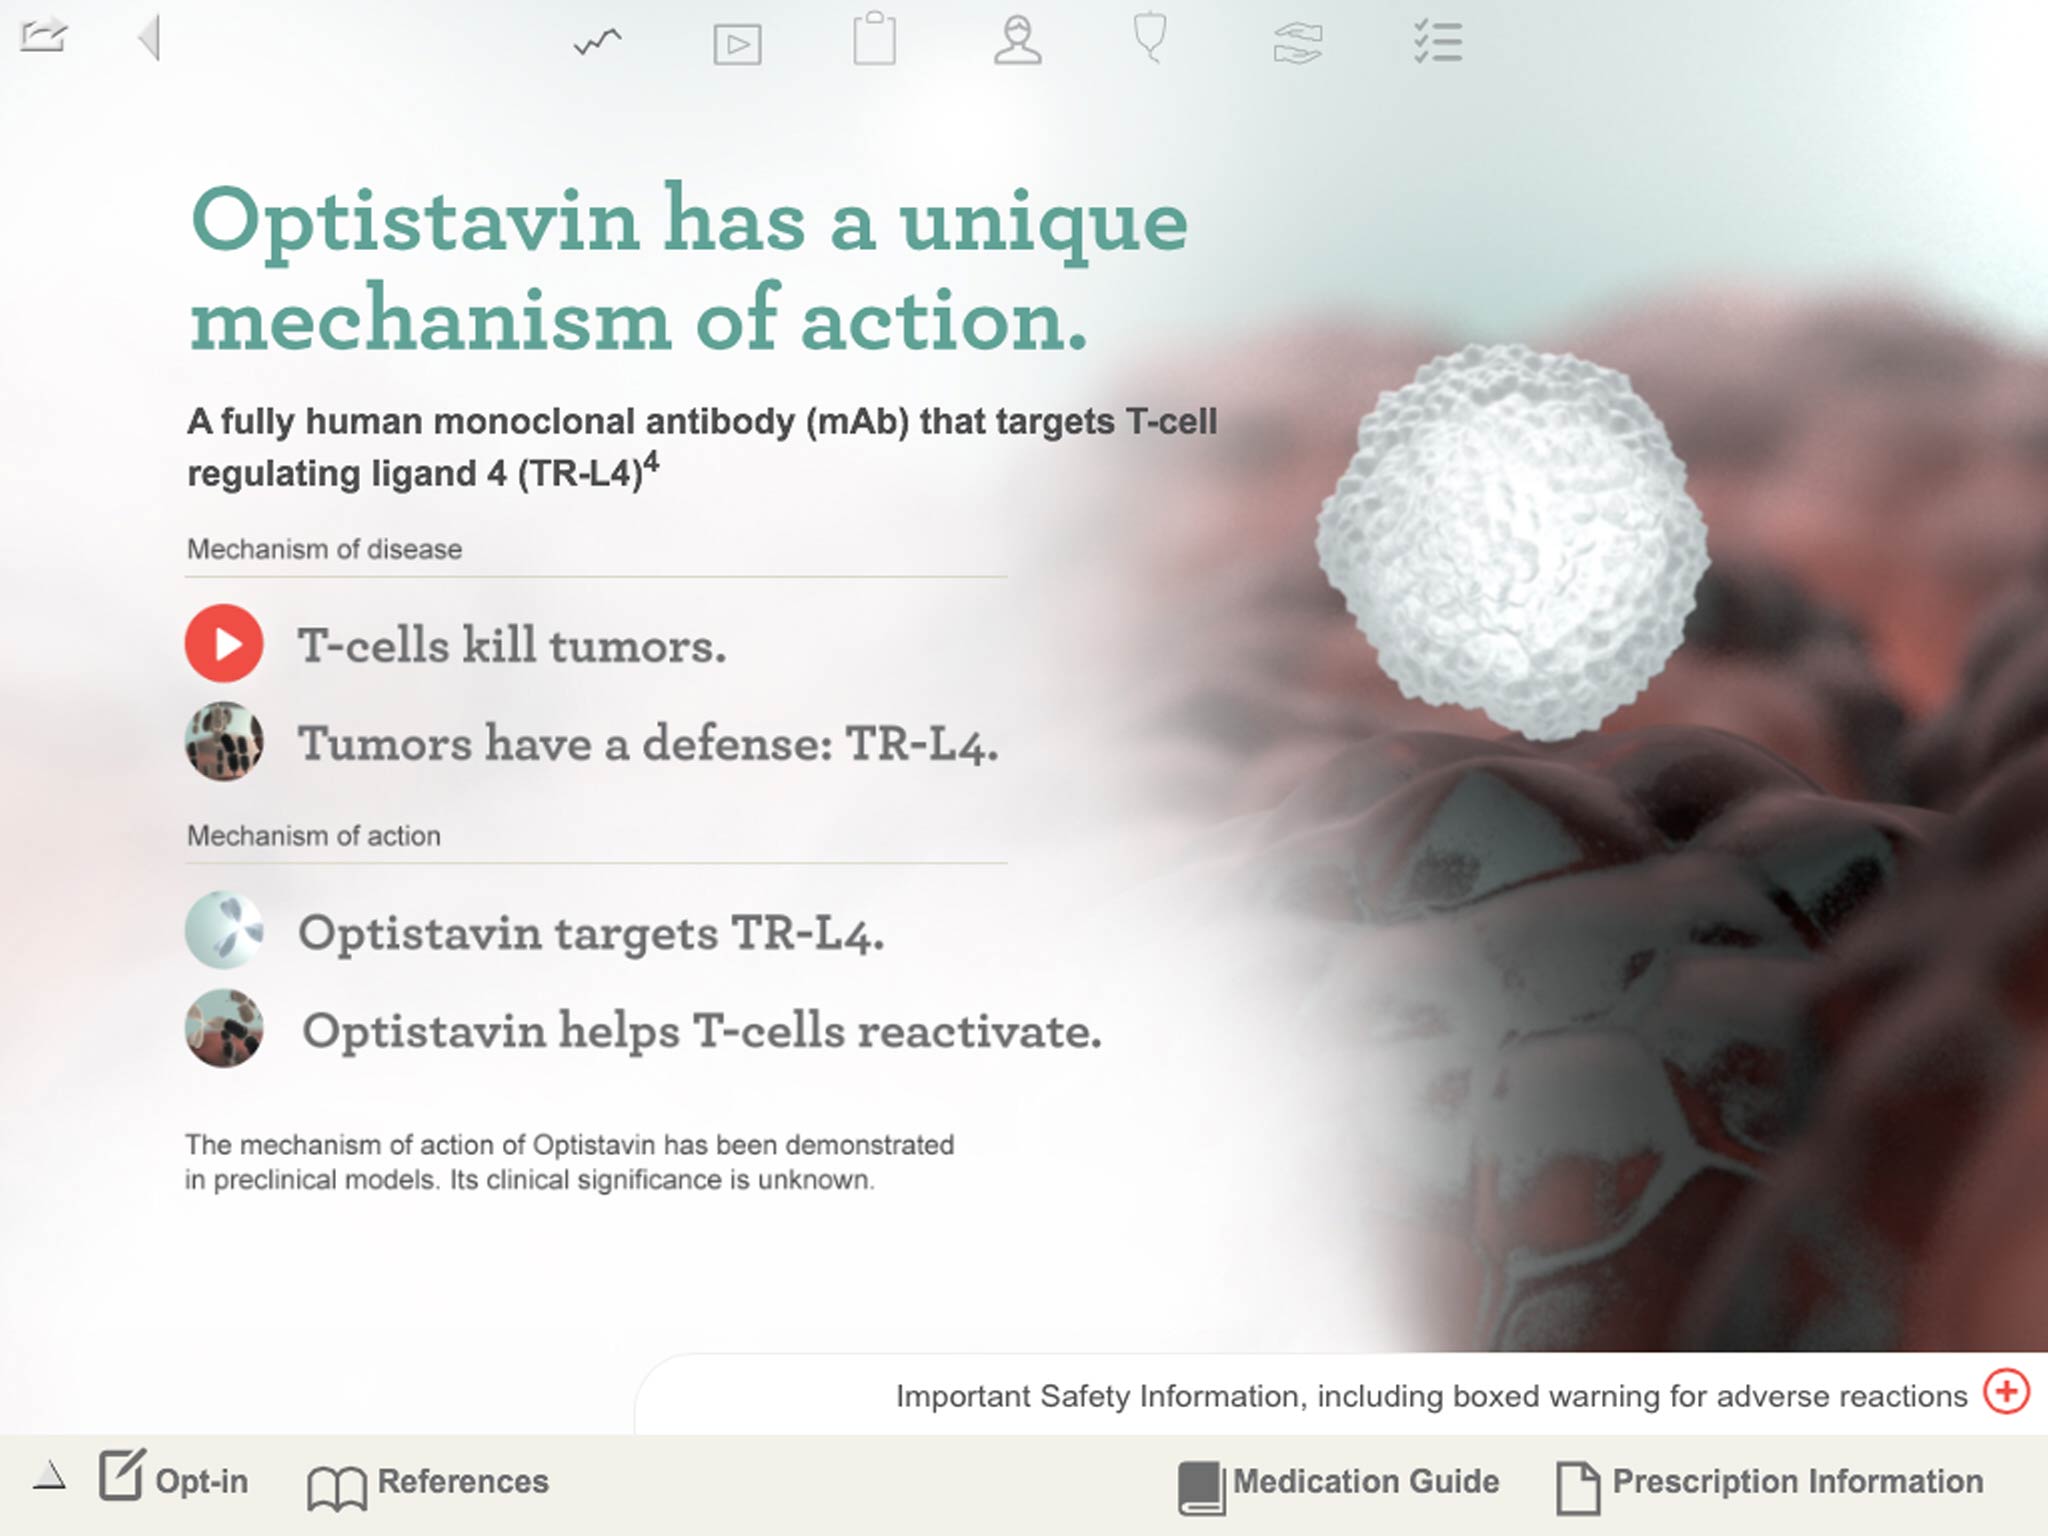 Optistavin has a unique
mechanism of action.
A fully human monoclonal antibody (mAb) that targets T-cell
regulating ligand 4 (TR-L4)4
Mechanism of disease
T-cells kill tumors.
Tumors have a defense: TR-L4.
Mechanism of action
Optistavin targets TR-L4.
Optistavin helps T-cells reactivate.
The mechanism of action of Optistavin has been demonstrated
in preclinical models. Its clinical significance is unknown.
Important Safety Information, including boxed warning for adverse reactions
Opt-in
References
Medication Guide
Prescription Information